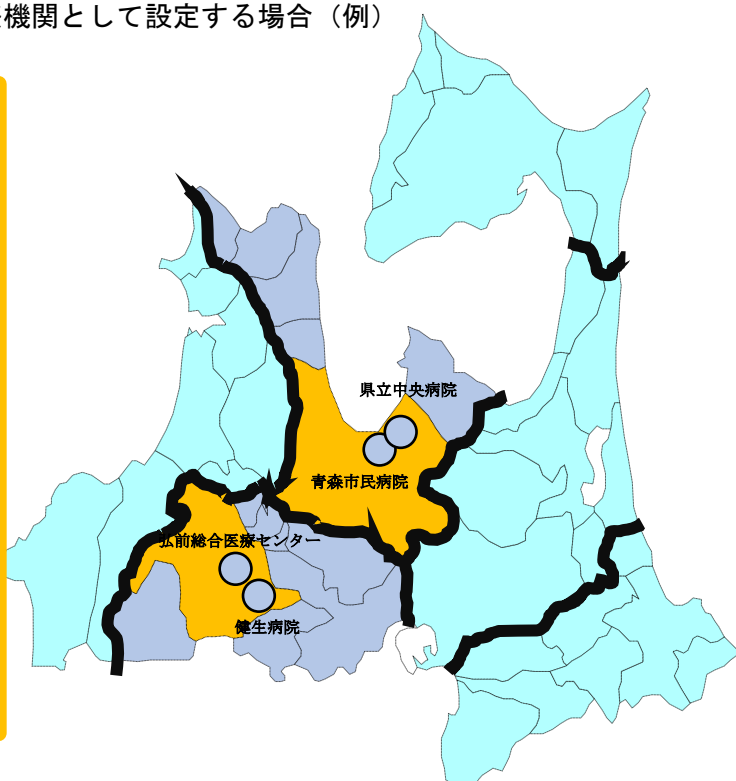 機関として設定する場合（例）
県立中央病院
青森市民病院
弘前総合医療センター
健生病院